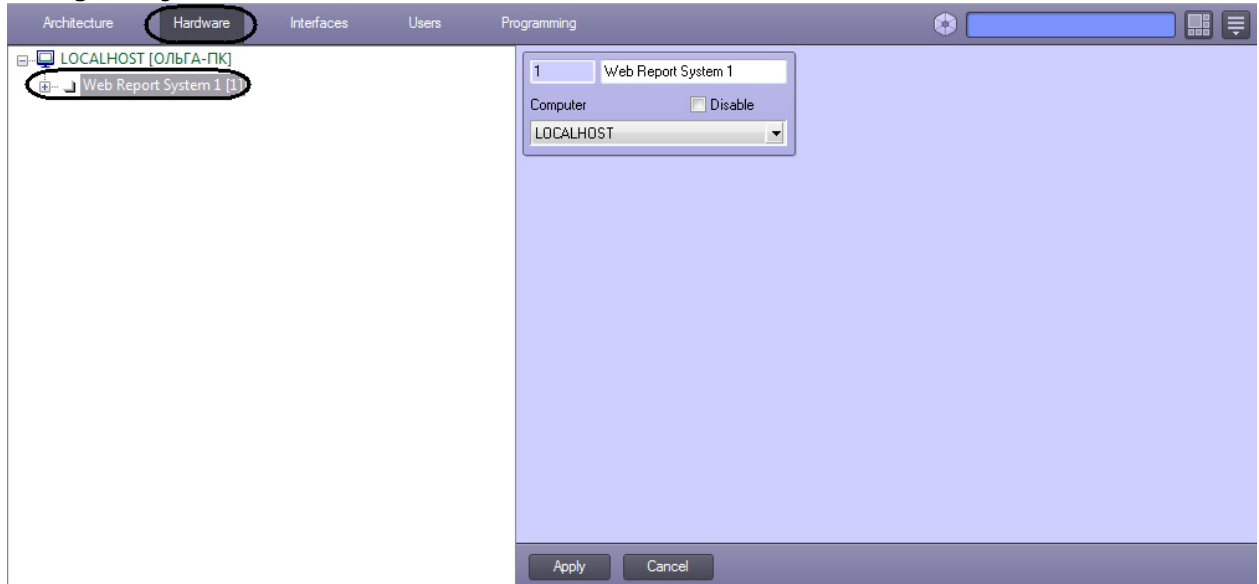 Architecture Hardware Interfaces Users Programming
LOCALHOST [ОЛЬГА-ПК]
Web Report System 1 [1]
1 Web Report System 1
Computer Disable
LOCALHOST
Apply Cancel